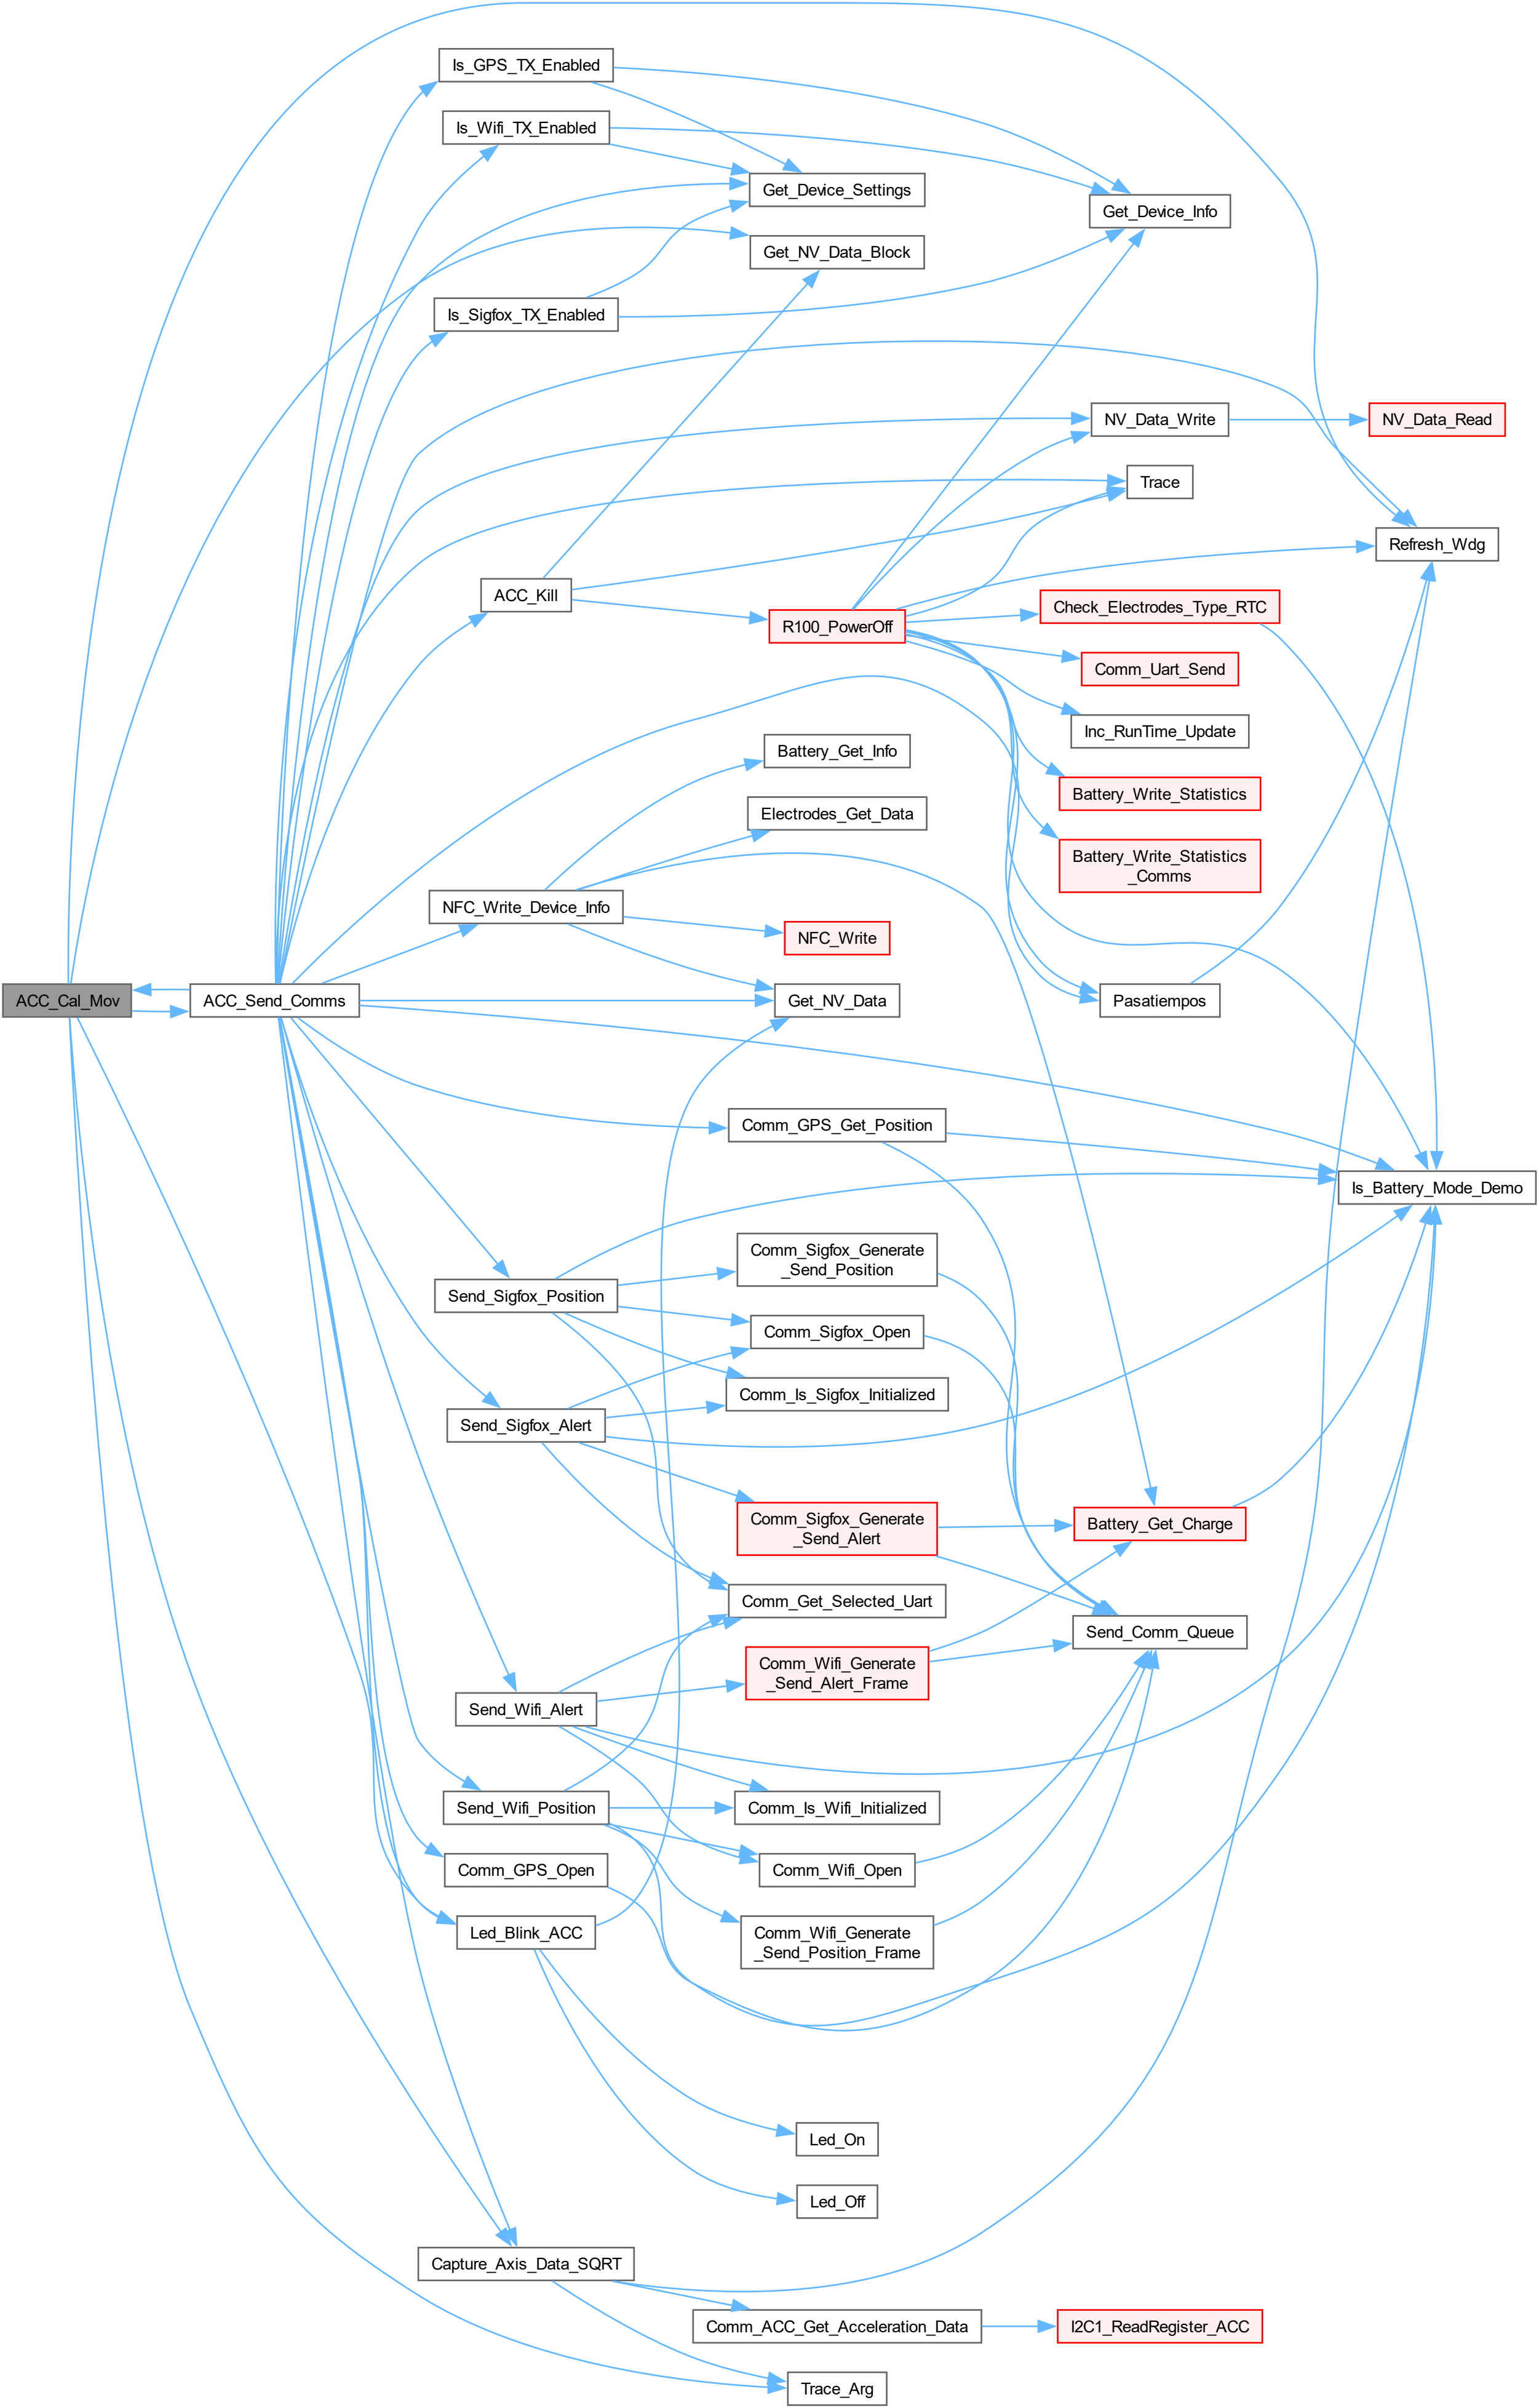 Is_GPS_TX_Enabled
Is_Wifi_TX_Enabled
Get_Device_Settings
Get_Device_Info
Get_NV_Data_Block
Is_Sigfox_TX_Enabled
NV_Data_Write
NV_Data_Read
Trace
Refresh_Wdg
ACC_Kill
R100_PowerOff
Check_Electrodes_Type_RTC
Comm_Uart_Send
Inc_RunTime_Update
Battery_Get_Info
Battery_Write_Statistics
Electrodes_Get_Data
Battery_Write_Statistics
_Comms
NFC_Write_Device_Info
NFC_Write
ACC_Cal_Mov
ACC_Send_Comms
Get_NV_Data
Pasatiempos
Comm_GPS_Get_Position
Is_Battery_Mode_Demo
Comm_Sigfox_Generate
_Send_Position
Send_Sigfox_Position
Comm_Sigfox_Open
Comm_Is_Sigfox_Initialized
Send_Sigfox_Alert
Comm_Sigfox_Generate
_Send_Alert
Battery_Get_Charge
Comm_Get_Selected_Uart
Send_Comm_Queue
Comm_Wifi_Generate
_Send_Alert_Frame
Send_Wifi_Alert
Send_Wifi_Position
Comm_Is_Wifi_Initialized
Comm_GPS_Open
Comm_Wifi_Open
Led_Blink_ACC
Comm_Wifi_Generate
_Send_Position_Frame
Led_On
Led_Off
Capture_Axis_Data_SQRT
Comm_ACC_Get_Acceleration_Data
I2C1_ReadRegister_ACC
Trace_Arg